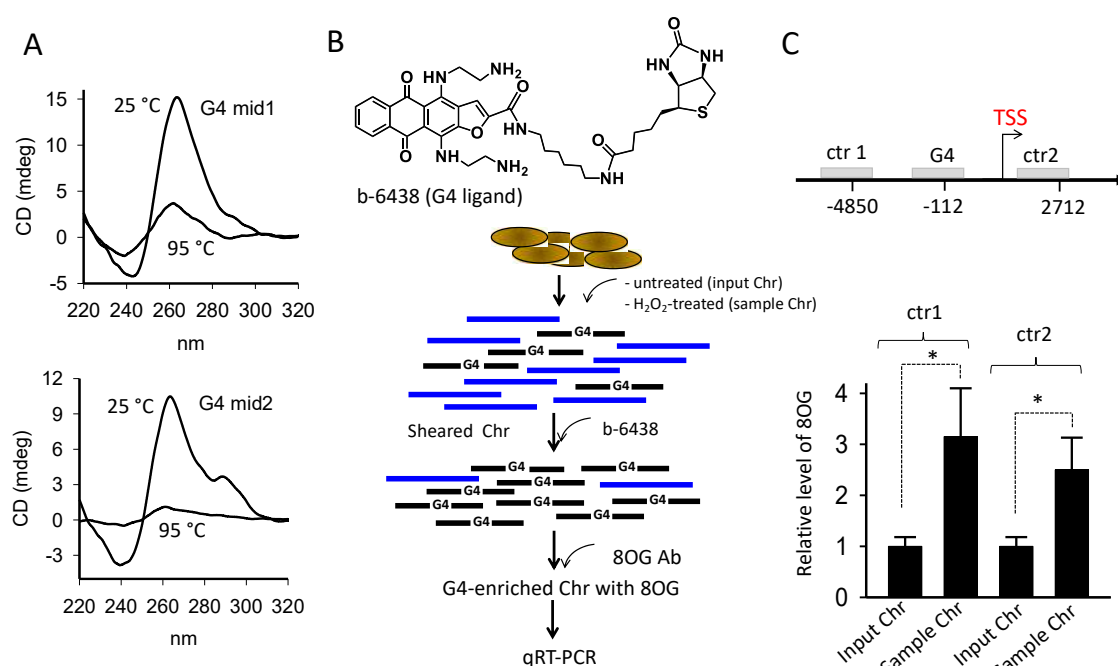 A
15
10
5
0
-5
CD (mdeg)
25 °C
G4 mid1
95 °C
220 240 260 280 300 320
nm
12
9
6
3
0
-3
CD (mdeg)
25 °C
G4 mid2
95 °C
220 240 260 280 300 320
nm
B
O
HN NH
S
O
HN
NH2
O
O
O
N
H
O
HN
NH2
O
N
H
b-6438 (G4 ligand)
- untreated (input Chr)
- H2O2-treated (sample Chr)
G4
G4
G4
G4
Sheared Chr
b-6438
G4 G4
G4
G4
G4 G4 G4
G4 G4
8OG Ab
G4-enriched Chr with 8OG
qRT-PCR
C
TSS
ctr 1 G4 ctr2
-4850 -112 2712
ctr1
ctr2
* *
4
3
2
1
0
Relative level of 8OG
Input Chr
Sample Chr
Input Chr
Sample Chr